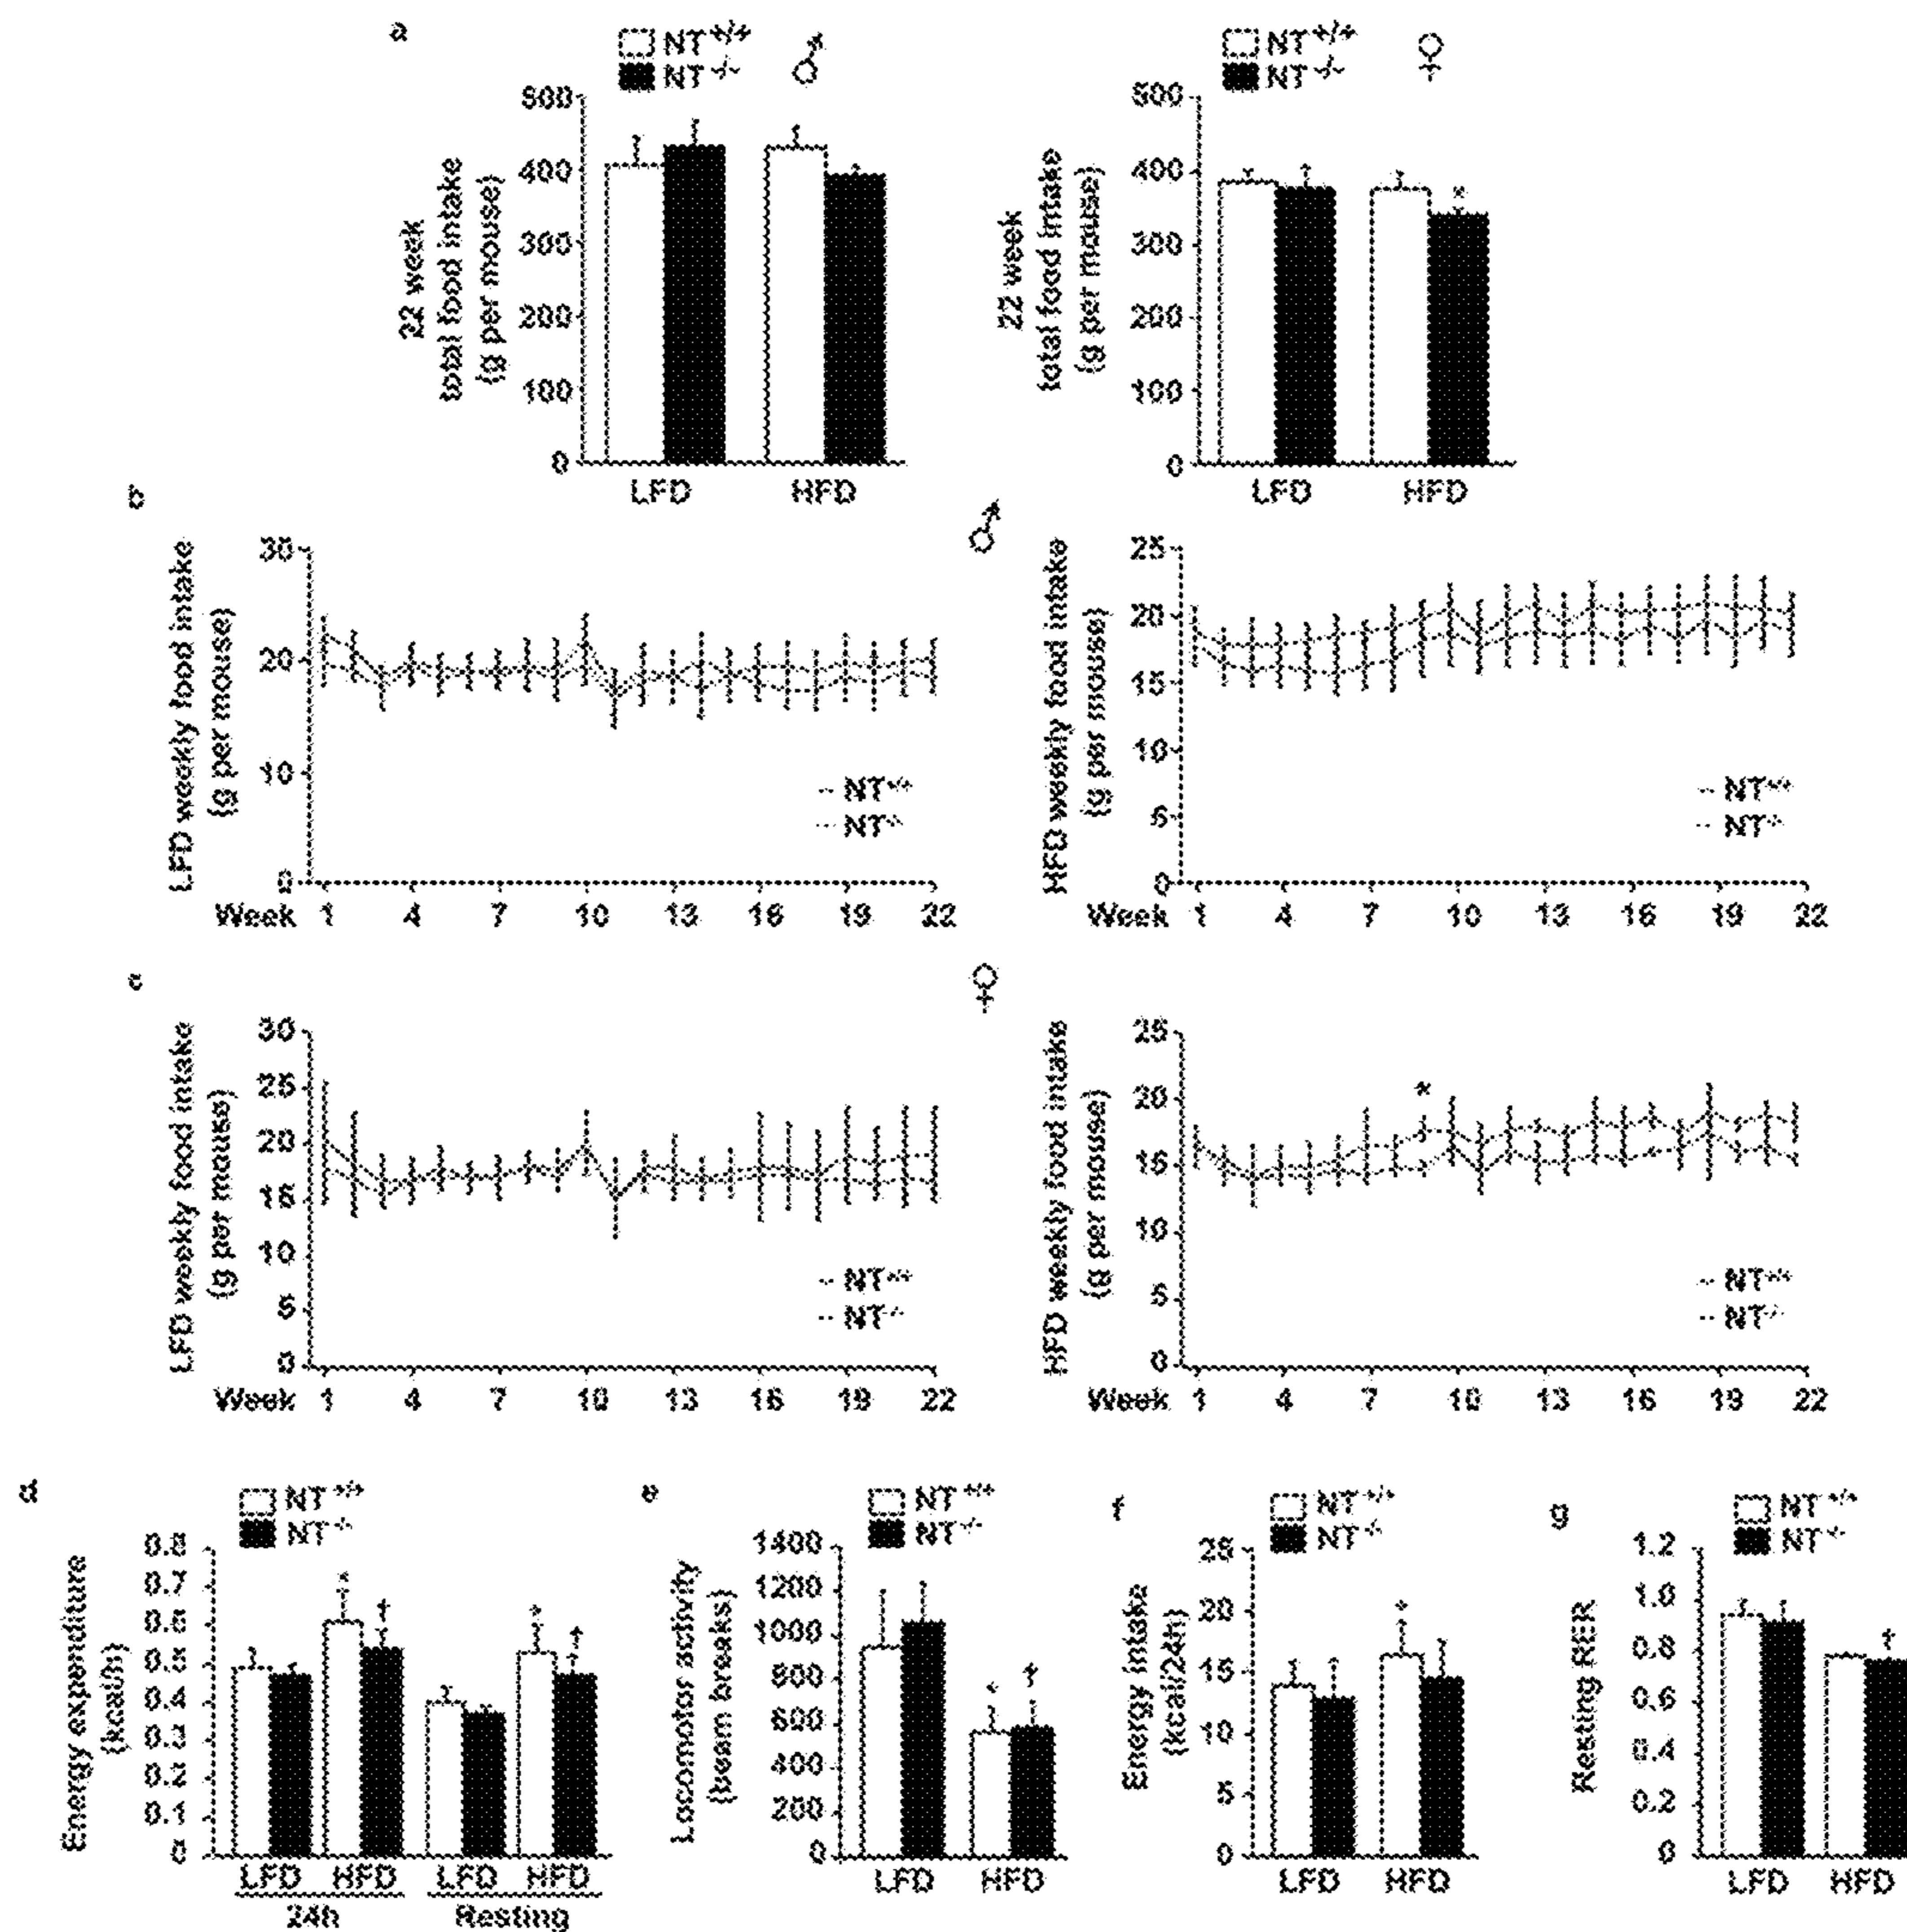 a
NT+/+ ♂
NT-/-
22 week
total food intake
(g per mouse)
500
400
300
200
100
0
LFD HFD
NT+/+ ♀
NT-/-
22 week
total food intake
(g per mouse)
500
400
300
200
100
0
LFD HFD
b ♂
LFD weekly food intake
(g per mouse)
30
20
10
0
NT+/+
NT-/-
Week 1 4 7 10 13 16 19 22
HFD weekly food intake
(g per mouse)
25
20
15
10
5
0
NT+/+
NT-/-
Week 1 4 7 10 13 16 19 22
c ♀
LFD weekly food intake
(g per mouse)
30
25
20
15
10
5
0
NT+/+
NT-/-
Week 1 4 7 10 13 16 19 22
HFD weekly food intake
(g per mouse)
25
20
15
10
5
0
*
NT+/+
NT-/-
Week 1 4 7 10 13 16 19 22
d
NT+/+
NT-/-
Energy expenditure
(kcal/h)
0.8
0.7
0.6
0.5
0.4
0.3
0.2
0.1
0
* † * †
LFD HFD LFD HFD
24h Resting
e
NT+/+
NT-/-
Locomotor activity
(beam breaks)
1400
1200
1000
800
600
400
200
0
* †
LFD HFD
f
NT+/+
NT-/-
Energy intake
(kcal/24h)
25
20
15
10
5
0
*
LFD HFD
g
NT+/+
NT-/-
Resting RER
1.2
1.0
0.8
0.6
0.4
0.2
0
†
LFD HFD